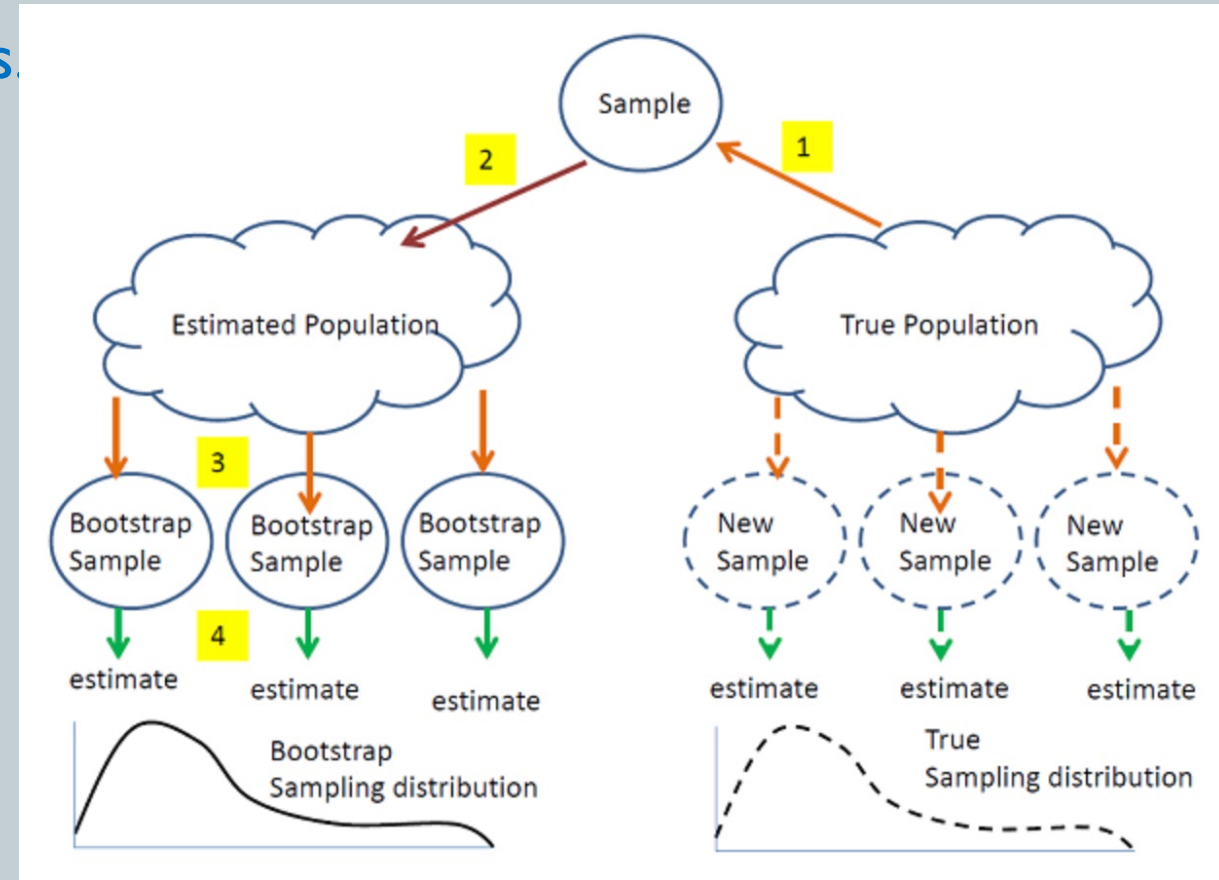 s.
Sample
1
2
Estimated Population
True Population
3
Bootstrap
Sample
Bootstrap
Sample
Bootstrap
Sample
New
Sample
New
Sample
New
Sample
4
estimate
estimate
estimate
estimate
estimate
estimate
Bootstrap
Sampling distribution
True
Sampling distribution